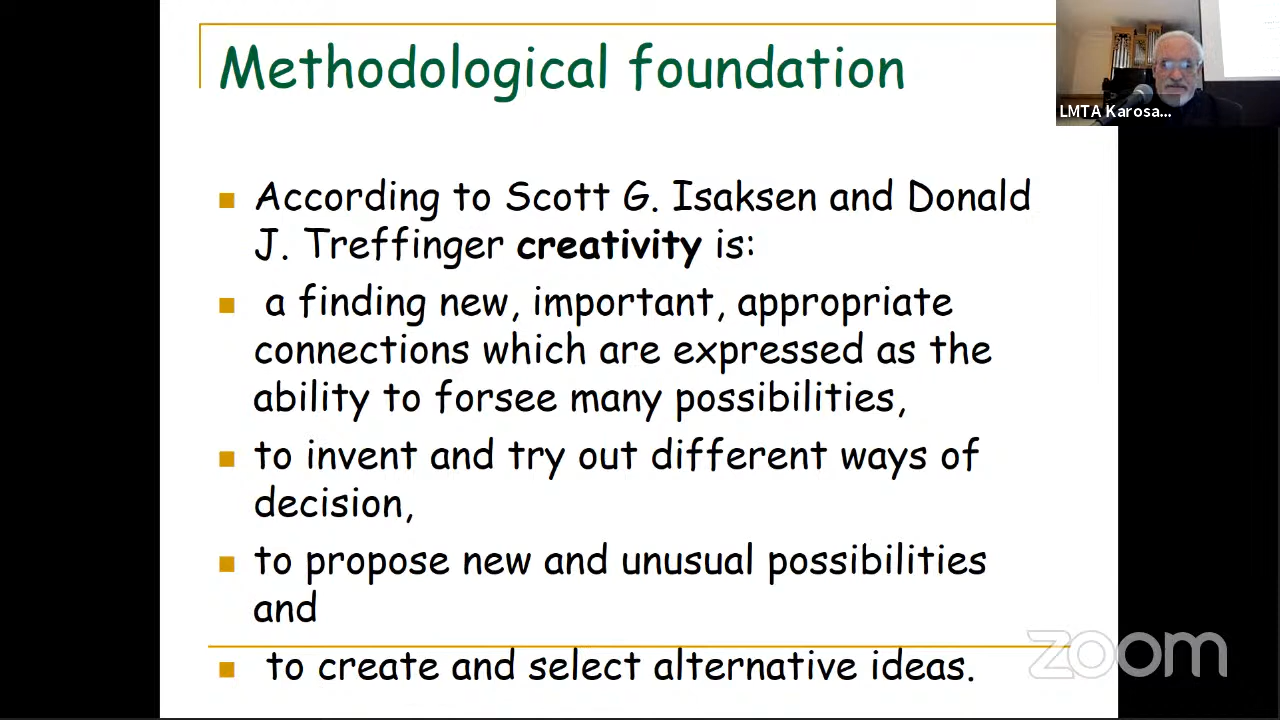 Methodological foundation
LMTA Karosa...
According to Scott G. Isaksen and Donald
J. Treffinger creativity is:
a finding new, important, appropriate
connections which are expressed as the
ability to forsee many possibilities,
to invent and try out different ways of
decision,
to propose new and unusual possibilities
and
to create and select alternative ideas.
zoom